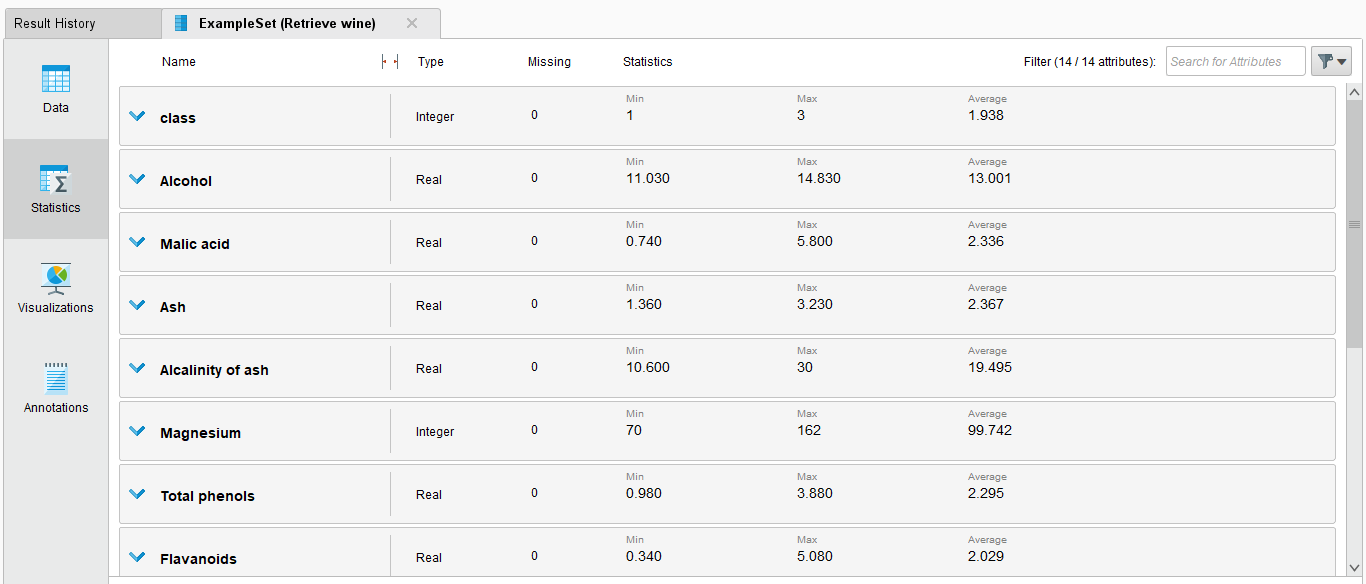 Result History
ExampleSet (Retrieve wine)
Name Type Missing Statistics Filter (14 / 14 attributes): Search for Attributes
Data
Statistics
Visualizations
Annotations
Min Max Average
class Integer 0 1 3 1.938
Min Max Average
Alcohol Real 0 11.030 14.830 13.001
Min Max Average
Malic acid Real 0 0.740 5.800 2.336
Min Max Average
Ash Real 0 1.360 3.230 2.367
Min Max Average
Alcalinity of ash Real 0 10.600 30 19.495
Min Max Average
Magnesium Integer 0 70 162 99.742
Min Max Average
Total phenols Real 0 0.980 3.880 2.295
Min Max Average
Flavanoids Real 0 0.340 5.080 2.029